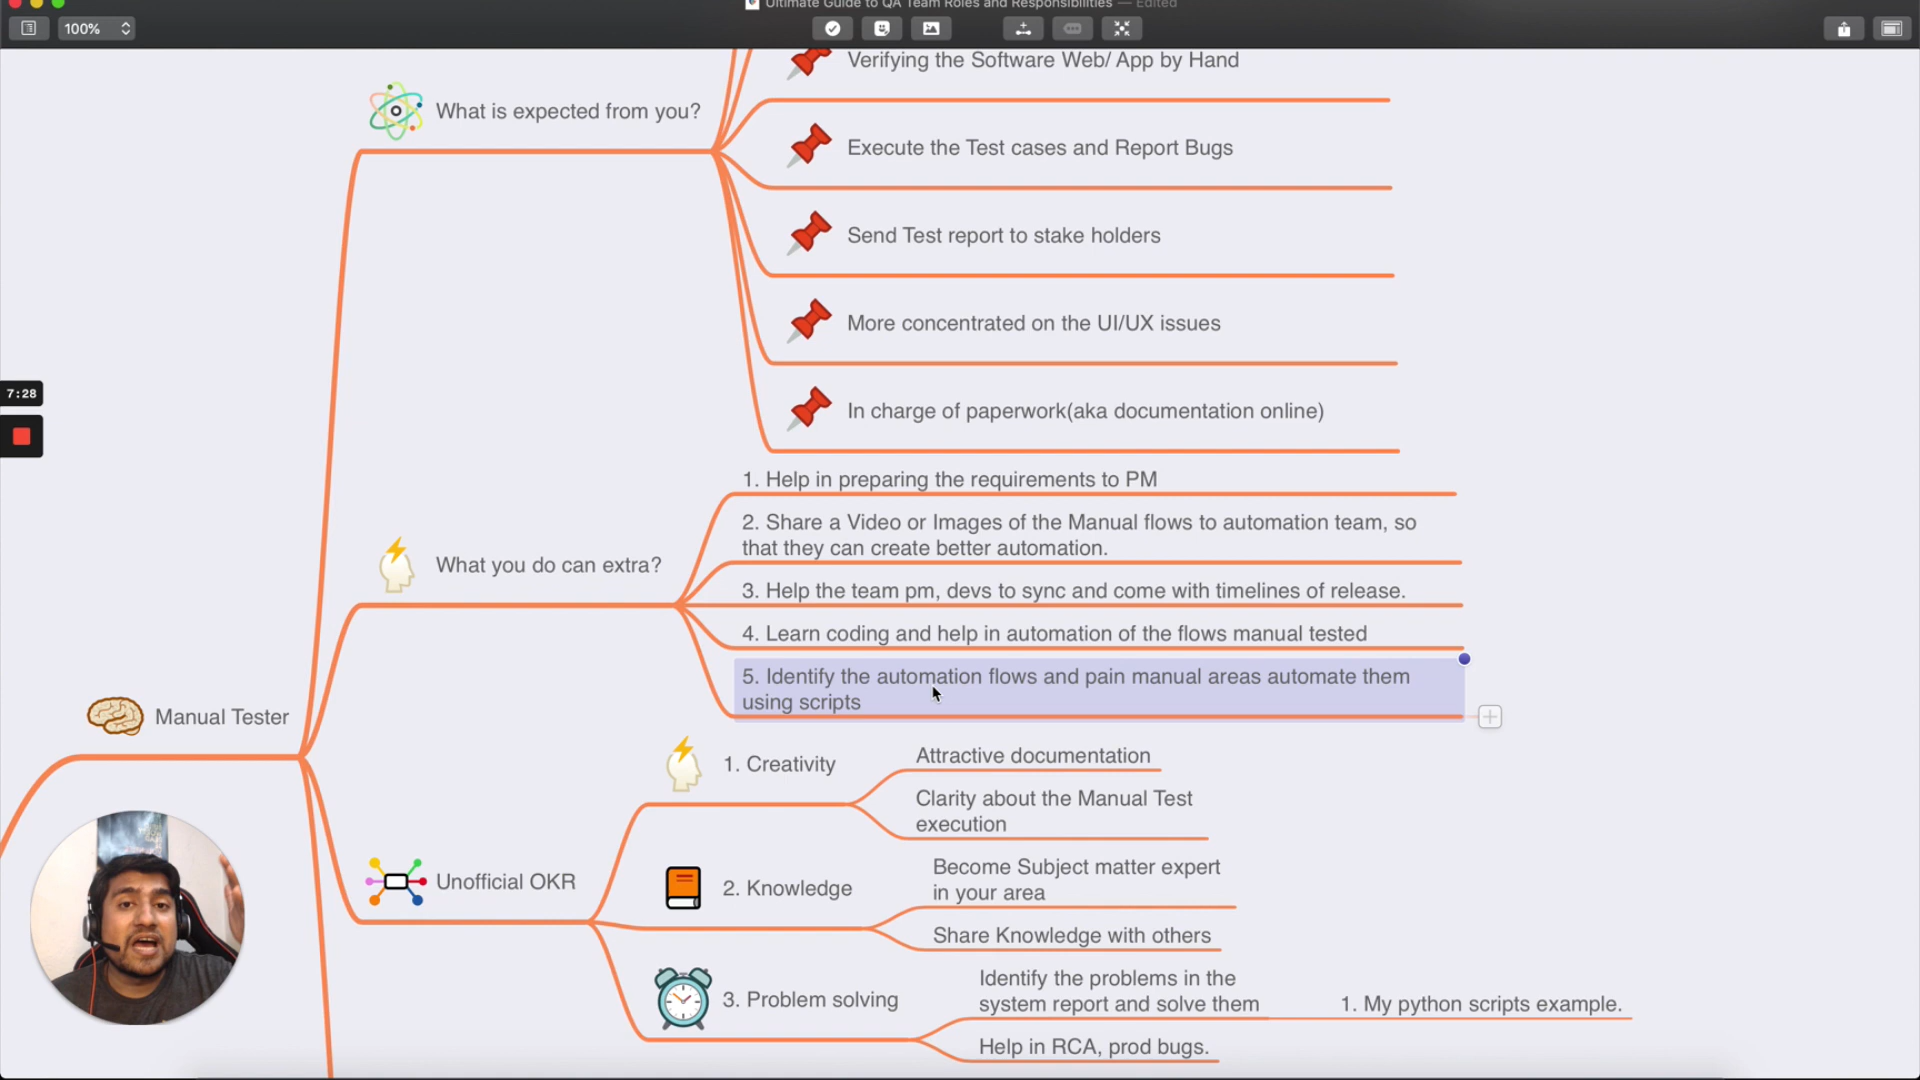 Ultimate Guide to QA Team Roles and Responsibilities — Edited
100%
Verifying the Software Web/ App by Hand
What is expected from you?
Execute the Test cases and Report Bugs
Send Test report to stake holders
More concentrated on the UI/UX issues
7:28
In charge of paperwork(aka documentation online)
1. Help in preparing the requirements to PM
2. Share a Video or Images of the Manual flows to automation team, so
that they can create better automation.
What you do can extra?
3. Help the team pm, devs to sync and come with timelines of release.
4. Learn coding and help in automation of the flows manual tested
5. Identify the automation flows and pain manual areas automate them
using scripts
Manual Tester
1. Creativity
Attractive documentation
Clarity about the Manual Test
execution
Unofficial OKR
2. Knowledge
Become Subject matter expert
in your area
Share Knowledge with others
3. Problem solving
Identify the problems in the
system report and solve them
1. My python scripts example.
Help in RCA, prod bugs.